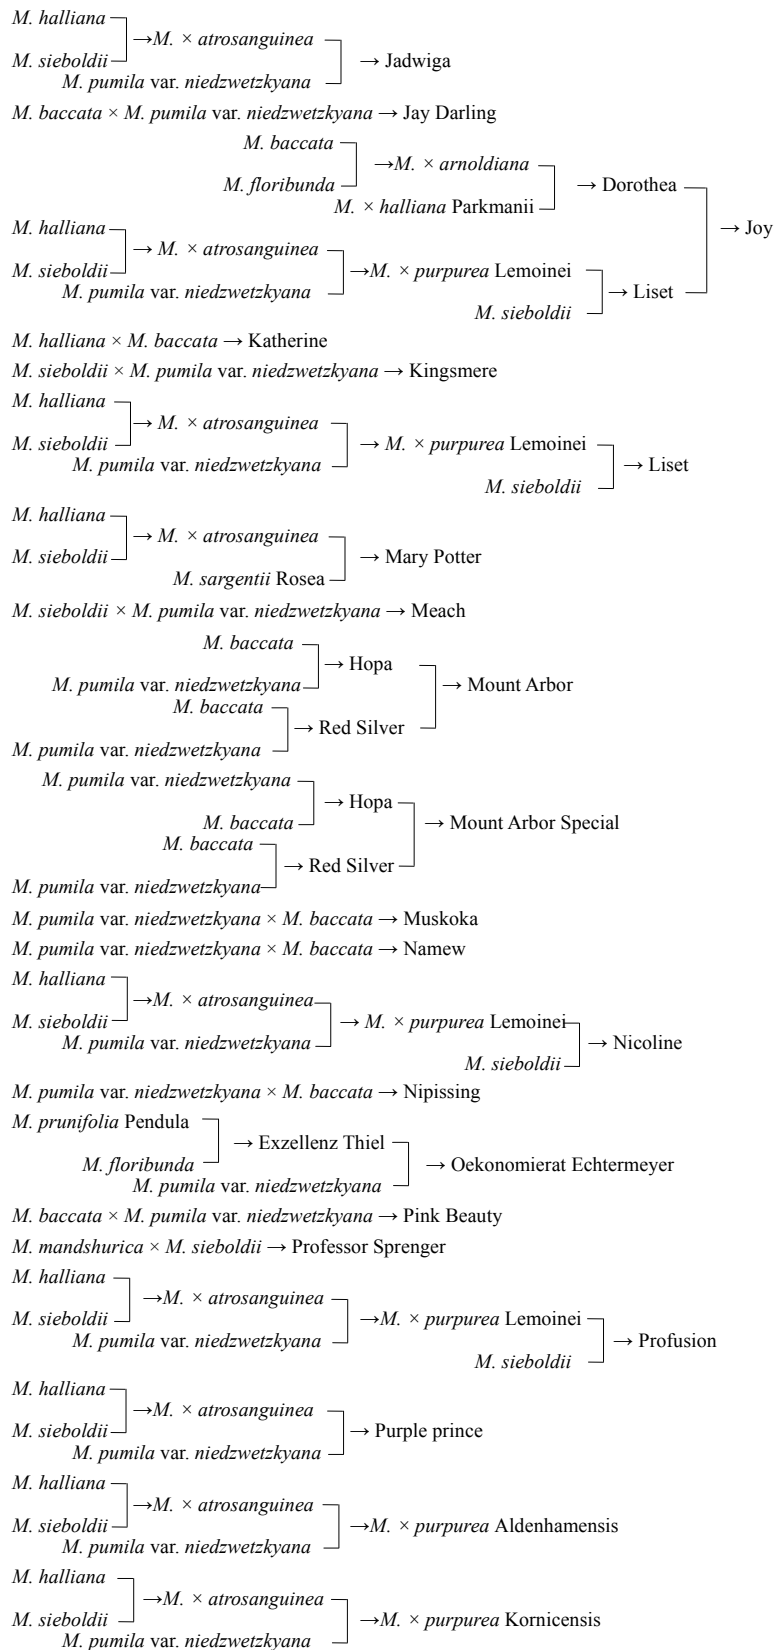 M. halliana
→M. × atrosanguinea
M. sieboldii
→ Jadwiga
M. pumila var. niedzwetzkyana
M. baccata × M. pumila var. niedzwetzkyana → Jay Darling
M. baccata
→M. × arnoldiana
M. floribunda
→ Dorothea
M. × halliana Parkmanii
→ Joy
M. halliana
→ M. × atrosanguinea
M. sieboldii
→M. × purpurea Lemoinei
M. pumila var. niedzwetzkyana
→ Liset
M. sieboldii
M. halliana × M. baccata → Katherine
M. sieboldii × M. pumila var. niedzwetzkyana → Kingsmere
M. halliana
→ M. × atrosanguinea
M. sieboldii
→ M. × purpurea Lemoinei
M. pumila var. niedzwetzkyana
→ Liset
M. sieboldii
M. halliana
→ M. × atrosanguinea
M. sieboldii
→ Mary Potter
M. sargentii Rosea
M. sieboldii × M. pumila var. niedzwetzkyana → Meach
M. baccata
→ Hopa
M. pumila var. niedzwetzkyana
→ Mount Arbor
M. baccata
→ Red Silver
M. pumila var. niedzwetzkyana
M. pumila var. niedzwetzkyana
→ Hopa
M. baccata
→ Mount Arbor Special
M. baccata
→ Red Silver
M. pumila var. niedzwetzkyana
M. pumila var. niedzwetzkyana × M. baccata → Muskoka
M. pumila var. niedzwetzkyana × M. baccata → Namew
M. halliana
→M. × atrosanguinea
M. sieboldii
→ M. × purpurea Lemoinei
M. pumila var. niedzwetzkyana
→ Nicoline
M. sieboldii
M. pumila var. niedzwetzkyana × M. baccata → Nipissing
M. prunifolia Pendula
→ Exzellenz Thiel
M. floribunda
→ Oekonomierat Echtermeyer
M. pumila var. niedzwetzkyana
M. baccata × M. pumila var. niedzwetzkyana → Pink Beauty
M. mandshurica × M. sieboldii → Professor Sprenger
M. halliana
→M. × atrosanguinea
M. sieboldii
→M. × purpurea Lemoinei
M. pumila var. niedzwetzkyana
→ Profusion
M. sieboldii
M. halliana
→M. × atrosanguinea
M. sieboldii
→ Purple prince
M. pumila var. niedzwetzkyana
M. halliana
→M. × atrosanguinea
M. sieboldii
→M. × purpurea Aldenhamensis
M. pumila var. niedzwetzkyana
M. halliana
→M. × atrosanguinea
M. sieboldii
→M. × purpurea Kornicensis
M. pumila var. niedzwetzkyana